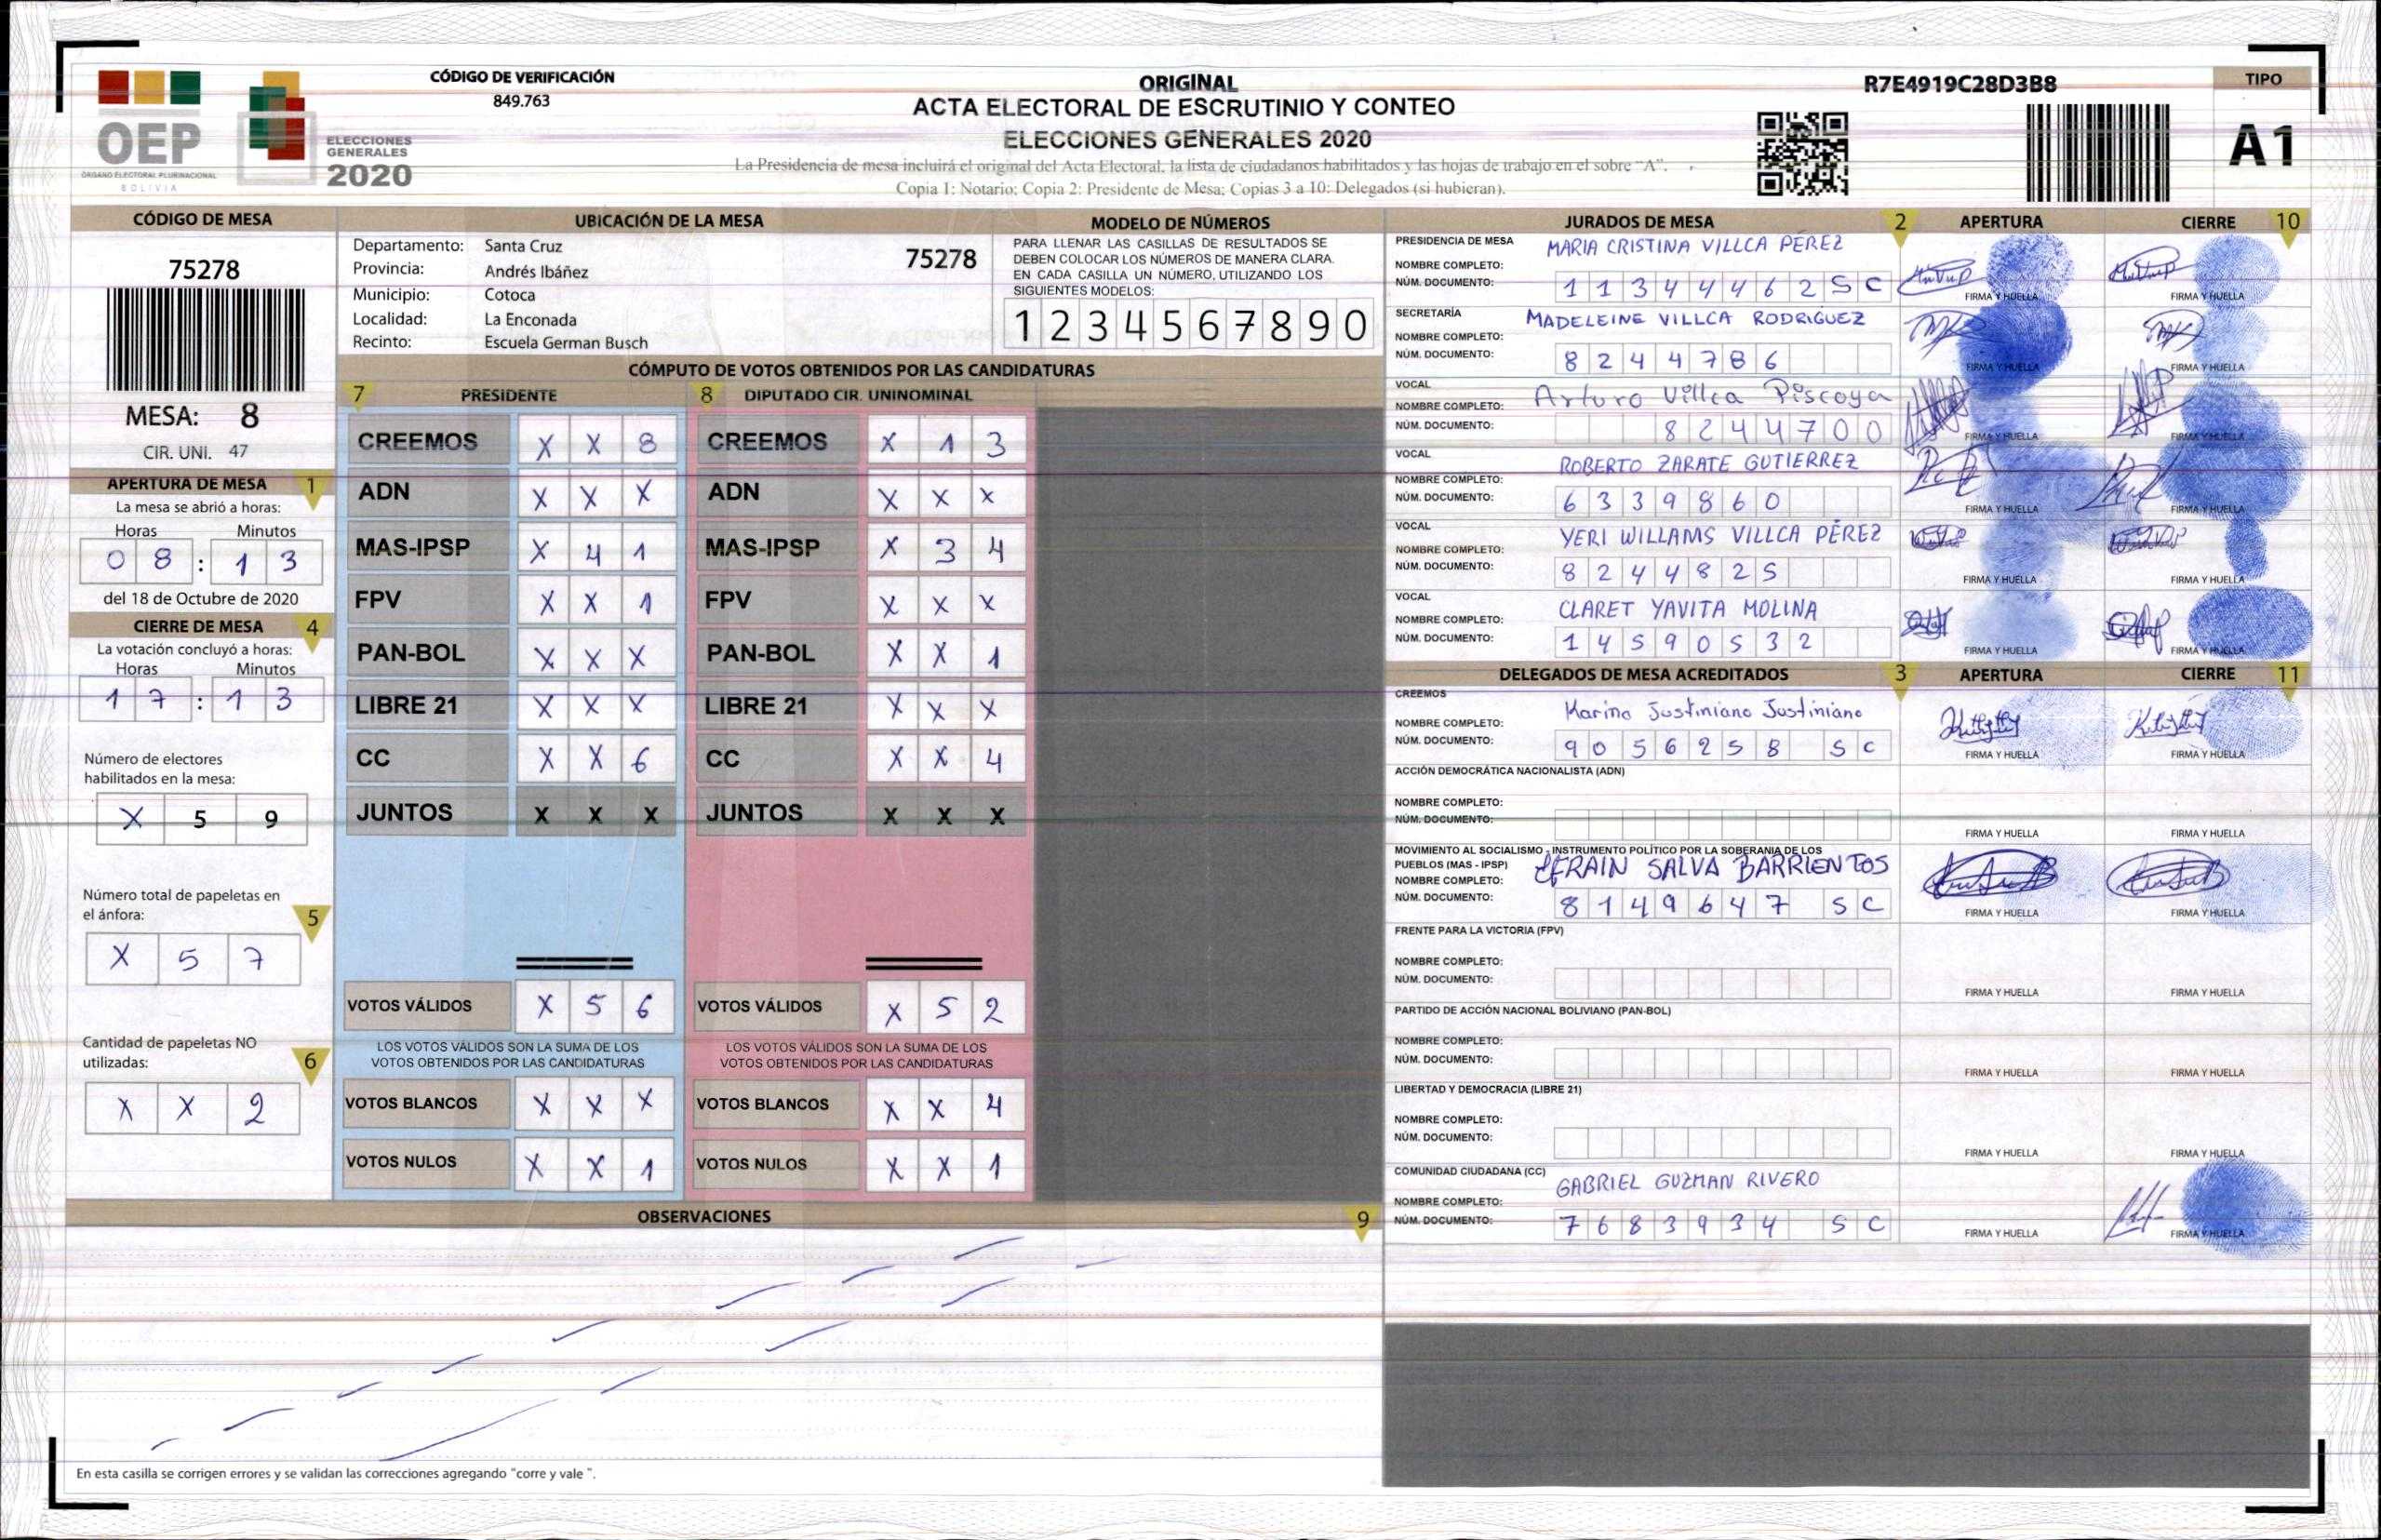 CÓDIGO DE VERIFICACIÓN
849.763
OEP
ÓRGANO ELECTORAL PLURINACIONAL
BOLIVIA
ELECCIONES
GENERALES
2020
ORIGINAL
ACTA ELECTORAL DE ESCRUTINIO Y CONTEO
ELECCIONES GENERALES 2020
La Presidencia de mesa incluirá el original del Acta Electoral, la lista de ciudadanos habilitados y las hojas de trabajo en el sobre "A".
Copia 1: Notario; Copia 2: Presidente de Mesa; Copias 3 a 10: Delegados (si hubieran).
R7E4919C28D3B8
TIPO
A1
CÓDIGO DE MESA
75278
MESA: 8
CIR. UNI. 47
APERTURA DE MESA 1
La mesa se abrió a horas:
Horas Minutos
0 8 : 1 3
del 18 de Octubre de 2020
CIERRE DE MESA 4
La votación concluyó a horas:
Horas Minutos
1 7 : 1 3
Número de electores
habilitados en la mesa:
X 5 9
Número total de papeletas en
el ánfora: 5
X 5 7
Cantidad de papeletas NO
utilizadas: 6
X X 2
UBICACIÓN DE LA MESA
Departamento: Santa Cruz 75278
Provincia: Andrés Ibáñez
Municipio: Cotoca
Localidad: La Enconada
Recinto: Escuela German Busch
MODELO DE NÚMEROS
PARA LLENAR LAS CASILLAS DE RESULTADOS SE
DEBEN COLOCAR LOS NÚMEROS DE MANERA CLARA.
EN CADA CASILLA UN NÚMERO, UTILIZANDO LOS
SIGUIENTES MODELOS:
1 2 3 4 5 6 7 8 9 0
CÓMPUTO DE VOTOS OBTENIDOS POR LAS CANDIDATURAS
7 PRESIDENTE 8 DIPUTADO CIR. UNINOMINAL
CREEMOS X X 8 CREEMOS X 1 3
ADN X X X ADN X X X
MAS-IPSP X 4 1 MAS-IPSP X 3 4
FPV X X 1 FPV X X X
PAN-BOL X X X PAN-BOL X X 1
LIBRE 21 X X X LIBRE 21 X X X
CC X X 6 CC X X 4
JUNTOS X X X JUNTOS X X X
VOTOS VÁLIDOS X 5 6 VOTOS VÁLIDOS X 5 2
LOS VOTOS VÁLIDOS SON LA SUMA DE LOS LOS VOTOS VÁLIDOS SON LA SUMA DE LOS
VOTOS OBTENIDOS POR LAS CANDIDATURAS VOTOS OBTENIDOS POR LAS CANDIDATURAS
VOTOS BLANCOS X X X VOTOS BLANCOS X X 4
VOTOS NULOS X X 1 VOTOS NULOS X X 1
OBSERVACIONES 9
En esta casilla se corrigen errores y se validan las correcciones agregando "corre y vale ".
JURADOS DE MESA 2 APERTURA CIERRE 10
PRESIDENCIA DE MESA MARIA CRISTINA VILLCA PÉREZ
NOMBRE COMPLETO:
NÚM. DOCUMENTO: 1 1 3 4 4 4 6 2 S C
FIRMA Y HUELLA FIRMA Y HUELLA
SECRETARÍA MADELEINE VILLCA RODRIGUEZ
NOMBRE COMPLETO:
NÚM. DOCUMENTO: 8 2 4 4 7 8 6
FIRMA Y HUELLA FIRMA Y HUELLA
VOCAL Arturo Villca Piscoya
NOMBRE COMPLETO:
NÚM. DOCUMENTO: 8 2 4 4 7 0 0
FIRMA Y HUELLA FIRMA Y HUELLA
VOCAL ROBERTO ZARATE GUTIERREZ
NOMBRE COMPLETO:
NÚM. DOCUMENTO: 6 3 3 9 8 6 0
FIRMA Y HUELLA FIRMA Y HUELLA
VOCAL YERI WILLAMS VILLCA PÉREZ
NOMBRE COMPLETO:
NÚM. DOCUMENTO: 8 2 4 4 8 2 5
FIRMA Y HUELLA FIRMA Y HUELLA
VOCAL CLARET YAVITA MOLINA
NOMBRE COMPLETO:
NÚM. DOCUMENTO: 1 4 5 9 0 5 3 2
FIRMA Y HUELLA FIRMA Y HUELLA
DELEGADOS DE MESA ACREDITADOS 3 APERTURA CIERRE 11
CREEMOS Karina Justiniano Justiniano
NOMBRE COMPLETO:
NÚM. DOCUMENTO: 9 0 5 6 2 5 8 S C
FIRMA Y HUELLA FIRMA Y HUELLA
ACCIÓN DEMOCRÁTICA NACIONALISTA (ADN)
NOMBRE COMPLETO:
NÚM. DOCUMENTO:
FIRMA Y HUELLA FIRMA Y HUELLA
MOVIMIENTO AL SOCIALISMO - INSTRUMENTO POLÍTICO POR LA SOBERANIA DE LOS
PUEBLOS (MAS - IPSP) EFRAIN SALVA BARRIENTOS
NOMBRE COMPLETO:
NÚM. DOCUMENTO: 8 1 4 9 6 4 7 S C
FIRMA Y HUELLA FIRMA Y HUELLA
FRENTE PARA LA VICTORIA (FPV)
NOMBRE COMPLETO:
NÚM. DOCUMENTO:
FIRMA Y HUELLA FIRMA Y HUELLA
PARTIDO DE ACCIÓN NACIONAL BOLIVIANO (PAN-BOL)
NOMBRE COMPLETO:
NÚM. DOCUMENTO:
FIRMA Y HUELLA FIRMA Y HUELLA
LIBERTAD Y DEMOCRACIA (LIBRE 21)
NOMBRE COMPLETO:
NÚM. DOCUMENTO:
FIRMA Y HUELLA FIRMA Y HUELLA
COMUNIDAD CIUDADANA (CC) GABRIEL GUZMAN RIVERO
NOMBRE COMPLETO:
NÚM. DOCUMENTO: 7 6 8 3 9 3 4 S C
FIRMA Y HUELLA FIRMA Y HUELLA